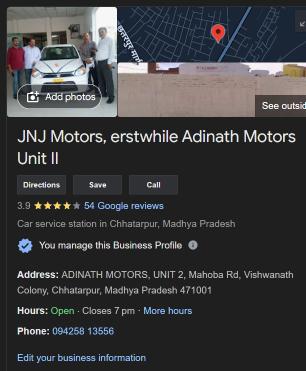 छतरपुर मार्ग
Add photos
See outsid
JNJ Motors, erstwhile Adinath Motors
Unit II
Directions Save Call
3.9 54 Google reviews
Car service station in Chhatarpur, Madhya Pradesh
You manage this Business Profile
Address: ADINATH MOTORS, UNIT 2, Mahoba Rd, Vishwanath
Colony, Chhatarpur, Madhya Pradesh 471001
Hours: Open · Closes 7 pm · More hours
Phone: 094258 13556
Edit your business information